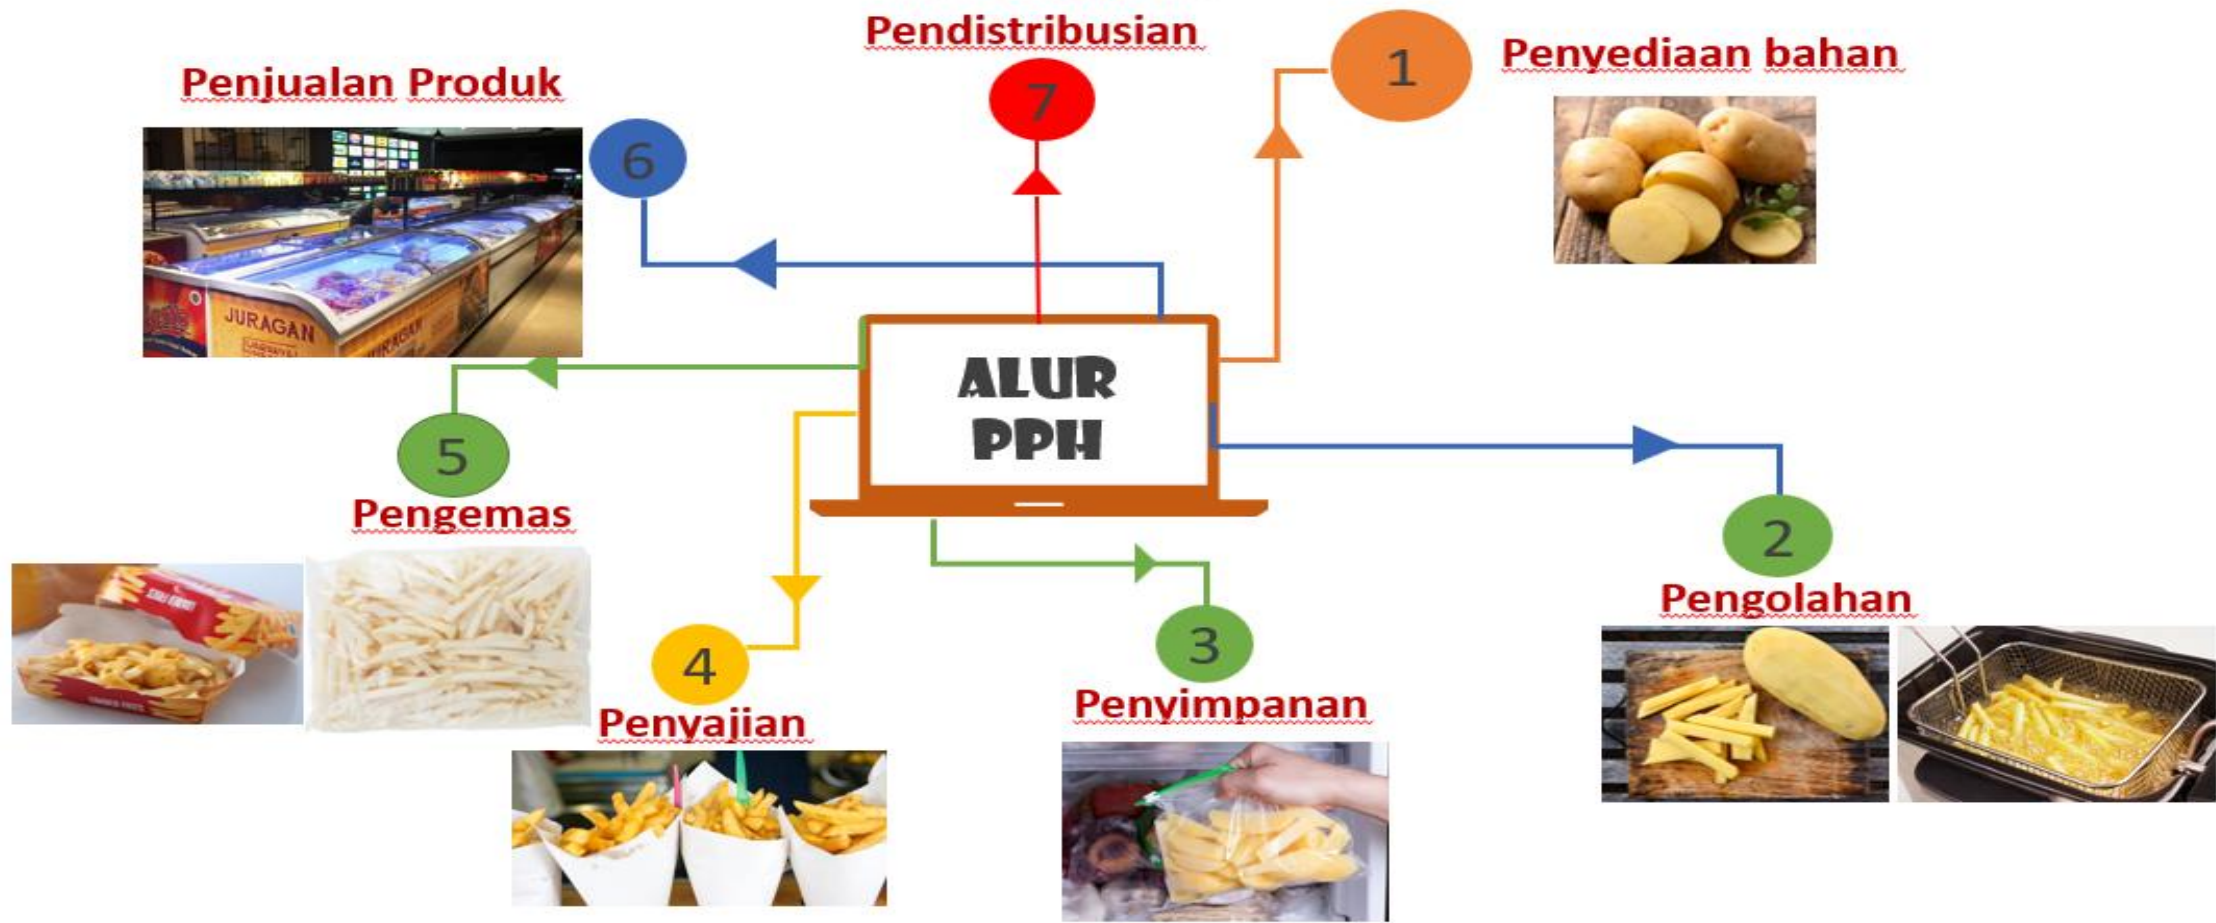 Pendistribusian
7
1
Penyediaan bahan
Penjualan Produk
6
JURAGAN
ALUR
PPH
5
Pengemas
2
Pengolahan
3
Penyimpanan
4
Penyajian